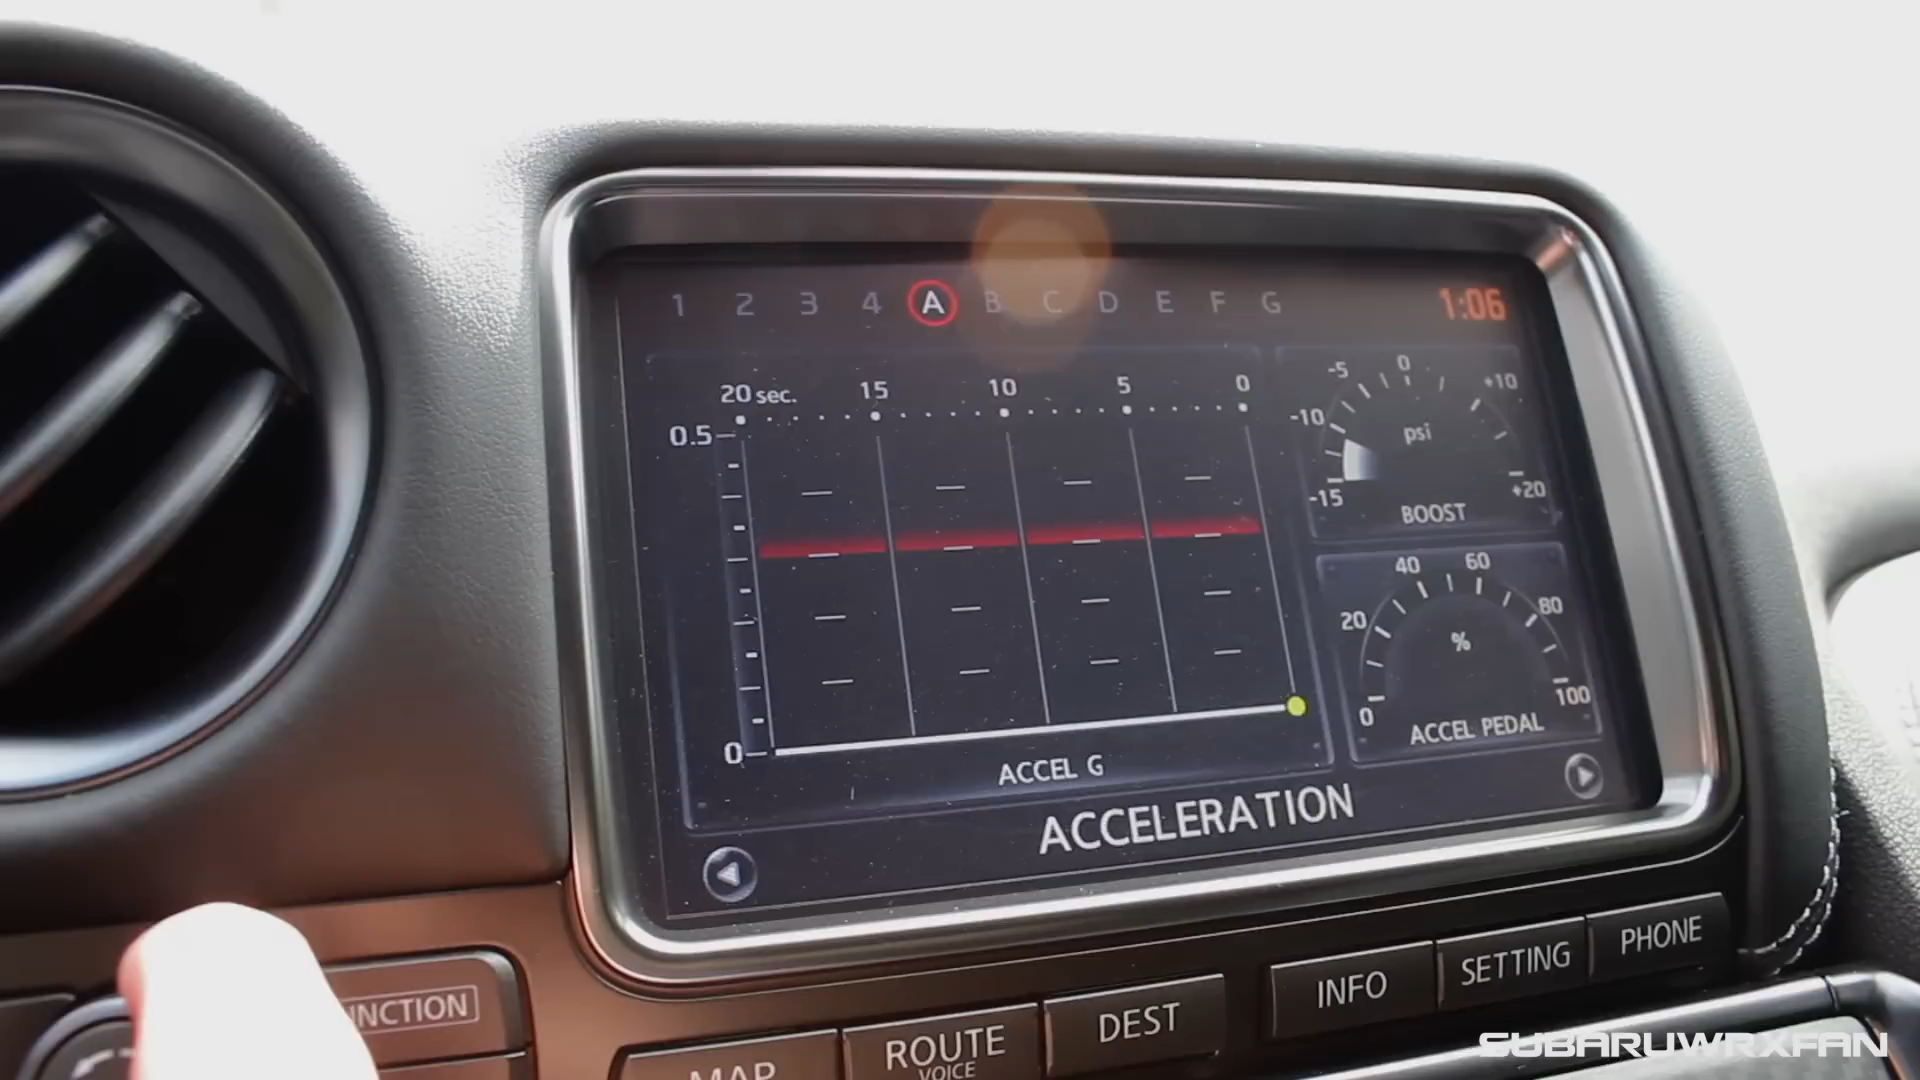 1 2 3 4 A B C D E F G 1:06
20 sec. 15 10 5 0
0.5
0
ACCEL G
-15 -10 -5 0 +10 +20
psi
BOOST
0 20 40 60 80 100
%
ACCEL PEDAL
ACCELERATION
NCTION
MAP
ROUTE
VOICE
DEST
INFO
SETTING
PHONE
SUBARUWRXFAN